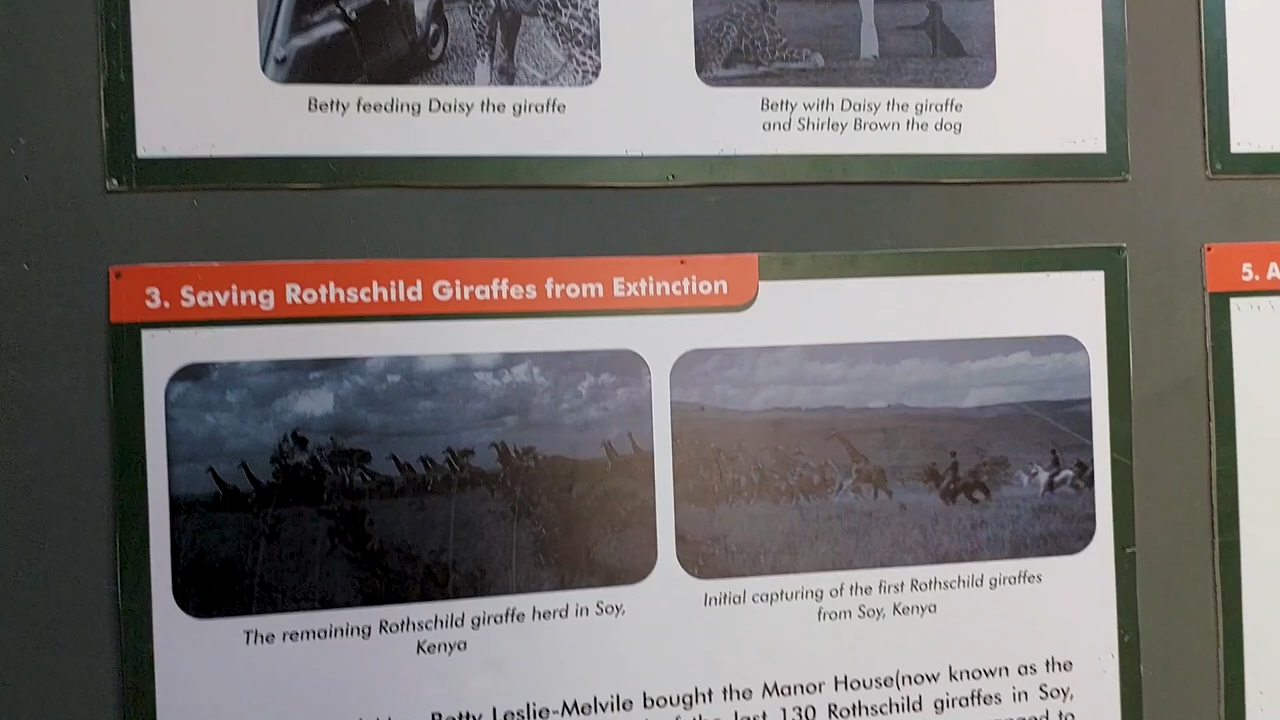 Betty feeding Daisy the giraffe
Betty with Daisy the giraffe
and Shirley Brown the dog
3. Saving Rothschild Giraffes from Extinction
The remaining Rothschild giraffe herd in Soy,
Kenya
Initial capturing of the first Rothschild giraffes
from Soy, Kenya
Betty Leslie-Melvile bought the Manor House(now known as the
last 130 Rothschild giraffes in Soy,
to
5. A